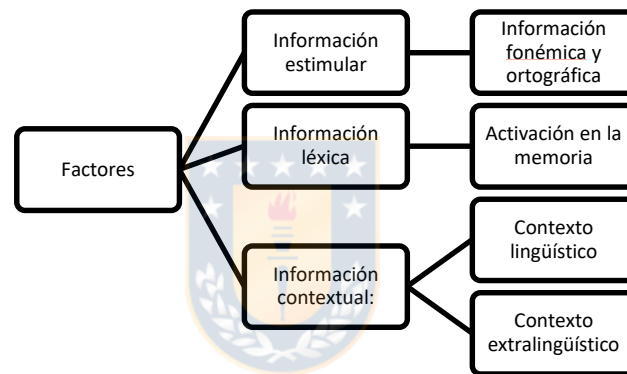 Factores
Información
estimular
Información
fonémica y
ortográfica
Información
léxica
Activación en la
memoria
Información
contextual:
Contexto
lingüístico
Contexto
extralingüístico